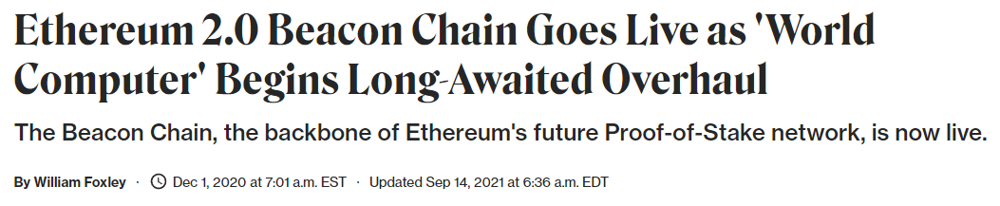 Ethereum 2.0 Beacon Chain Goes Live as 'World
Computer' Begins Long-Awaited Overhaul
The Beacon Chain, the backbone of Ethereum's future Proof-of-Stake network, is now live.
By William Foxley · Dec 1, 2020 at 7:01 a.m. EST · Updated Sep 14, 2021 at 6:36 a.m. EDT